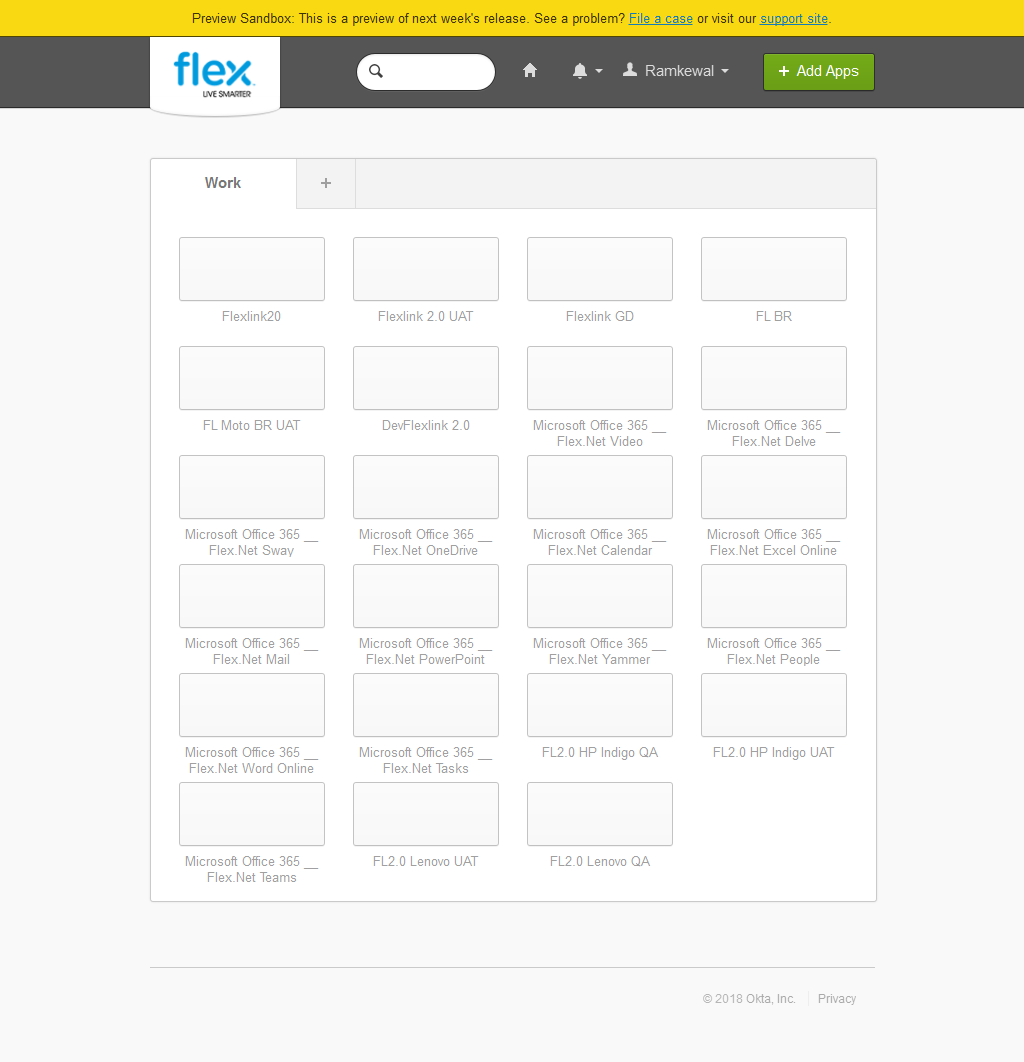 Preview Sandbox: This is a preview of next week's release. See a problem? File a case or visit our support site.
flex
LIVE SMARTER
Ramkewal
+ Add Apps
Work
+
Flexlink20
Flexlink 2.0 UAT
Flexlink GD
FL BR
FL Moto BR UAT
DevFlexlink 2.0
Microsoft Office 365 __
Flex.Net Video
Microsoft Office 365 __
Flex.Net Delve
Microsoft Office 365 __
Flex.Net Sway
Microsoft Office 365 __
Flex.Net OneDrive
Microsoft Office 365 __
Flex.Net Calendar
Microsoft Office 365 __
Flex.Net Excel Online
Microsoft Office 365 __
Flex.Net Mail
Microsoft Office 365 __
Flex.Net PowerPoint
Microsoft Office 365 __
Flex.Net Yammer
Microsoft Office 365 __
Flex.Net People
Microsoft Office 365 __
Flex.Net Word Online
Microsoft Office 365 __
Flex.Net Tasks
FL2.0 HP Indigo QA
FL2.0 HP Indigo UAT
Microsoft Office 365 __
Flex.Net Teams
FL2.0 Lenovo UAT
FL2.0 Lenovo QA
© 2018 Okta, Inc.
Privacy